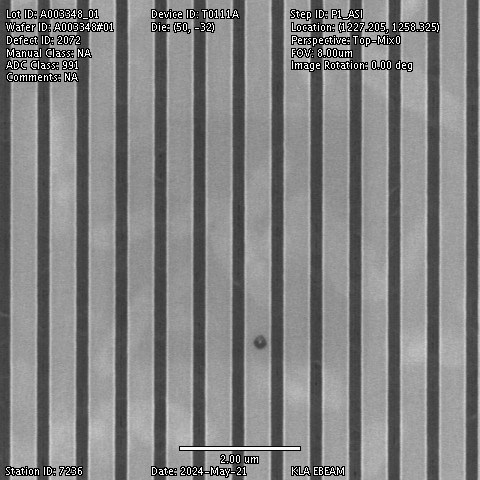 Lot ID: A003348_01
Wafer ID: A003348#01
Defect ID: 2072
Manual Class: NA
ADC Class: 991
Comments: NA
Device ID: T0111A
Die: (50, -32)
Step ID: P1_ASI
Location: (1227.205, 1258.325)
Perspective: Top-Mix0
FOV: 8.00um
Image Rotation: 0.00 deg
2.00 um
Station ID: 7236
Date: 2024-May-21
KLA EBEAM